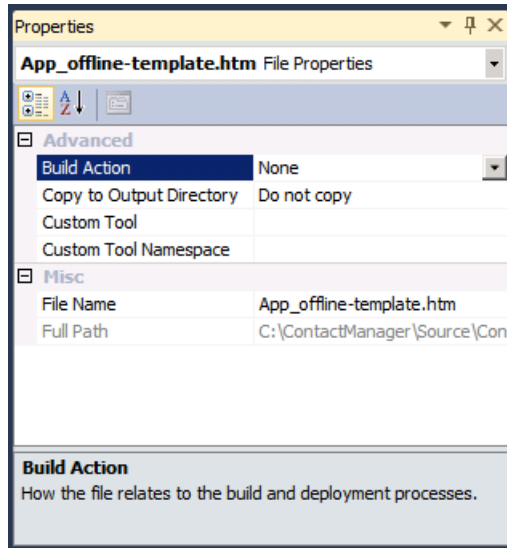 Properties
App_offline-template.htm File Properties
Advanced
Build Action None
Copy to Output Directory Do not copy
Custom Tool
Custom Tool Namespace
Misc
File Name App_offline-template.htm
Full Path C:\ContactManager\Source\Con
Build Action
How the file relates to the build and deployment processes.